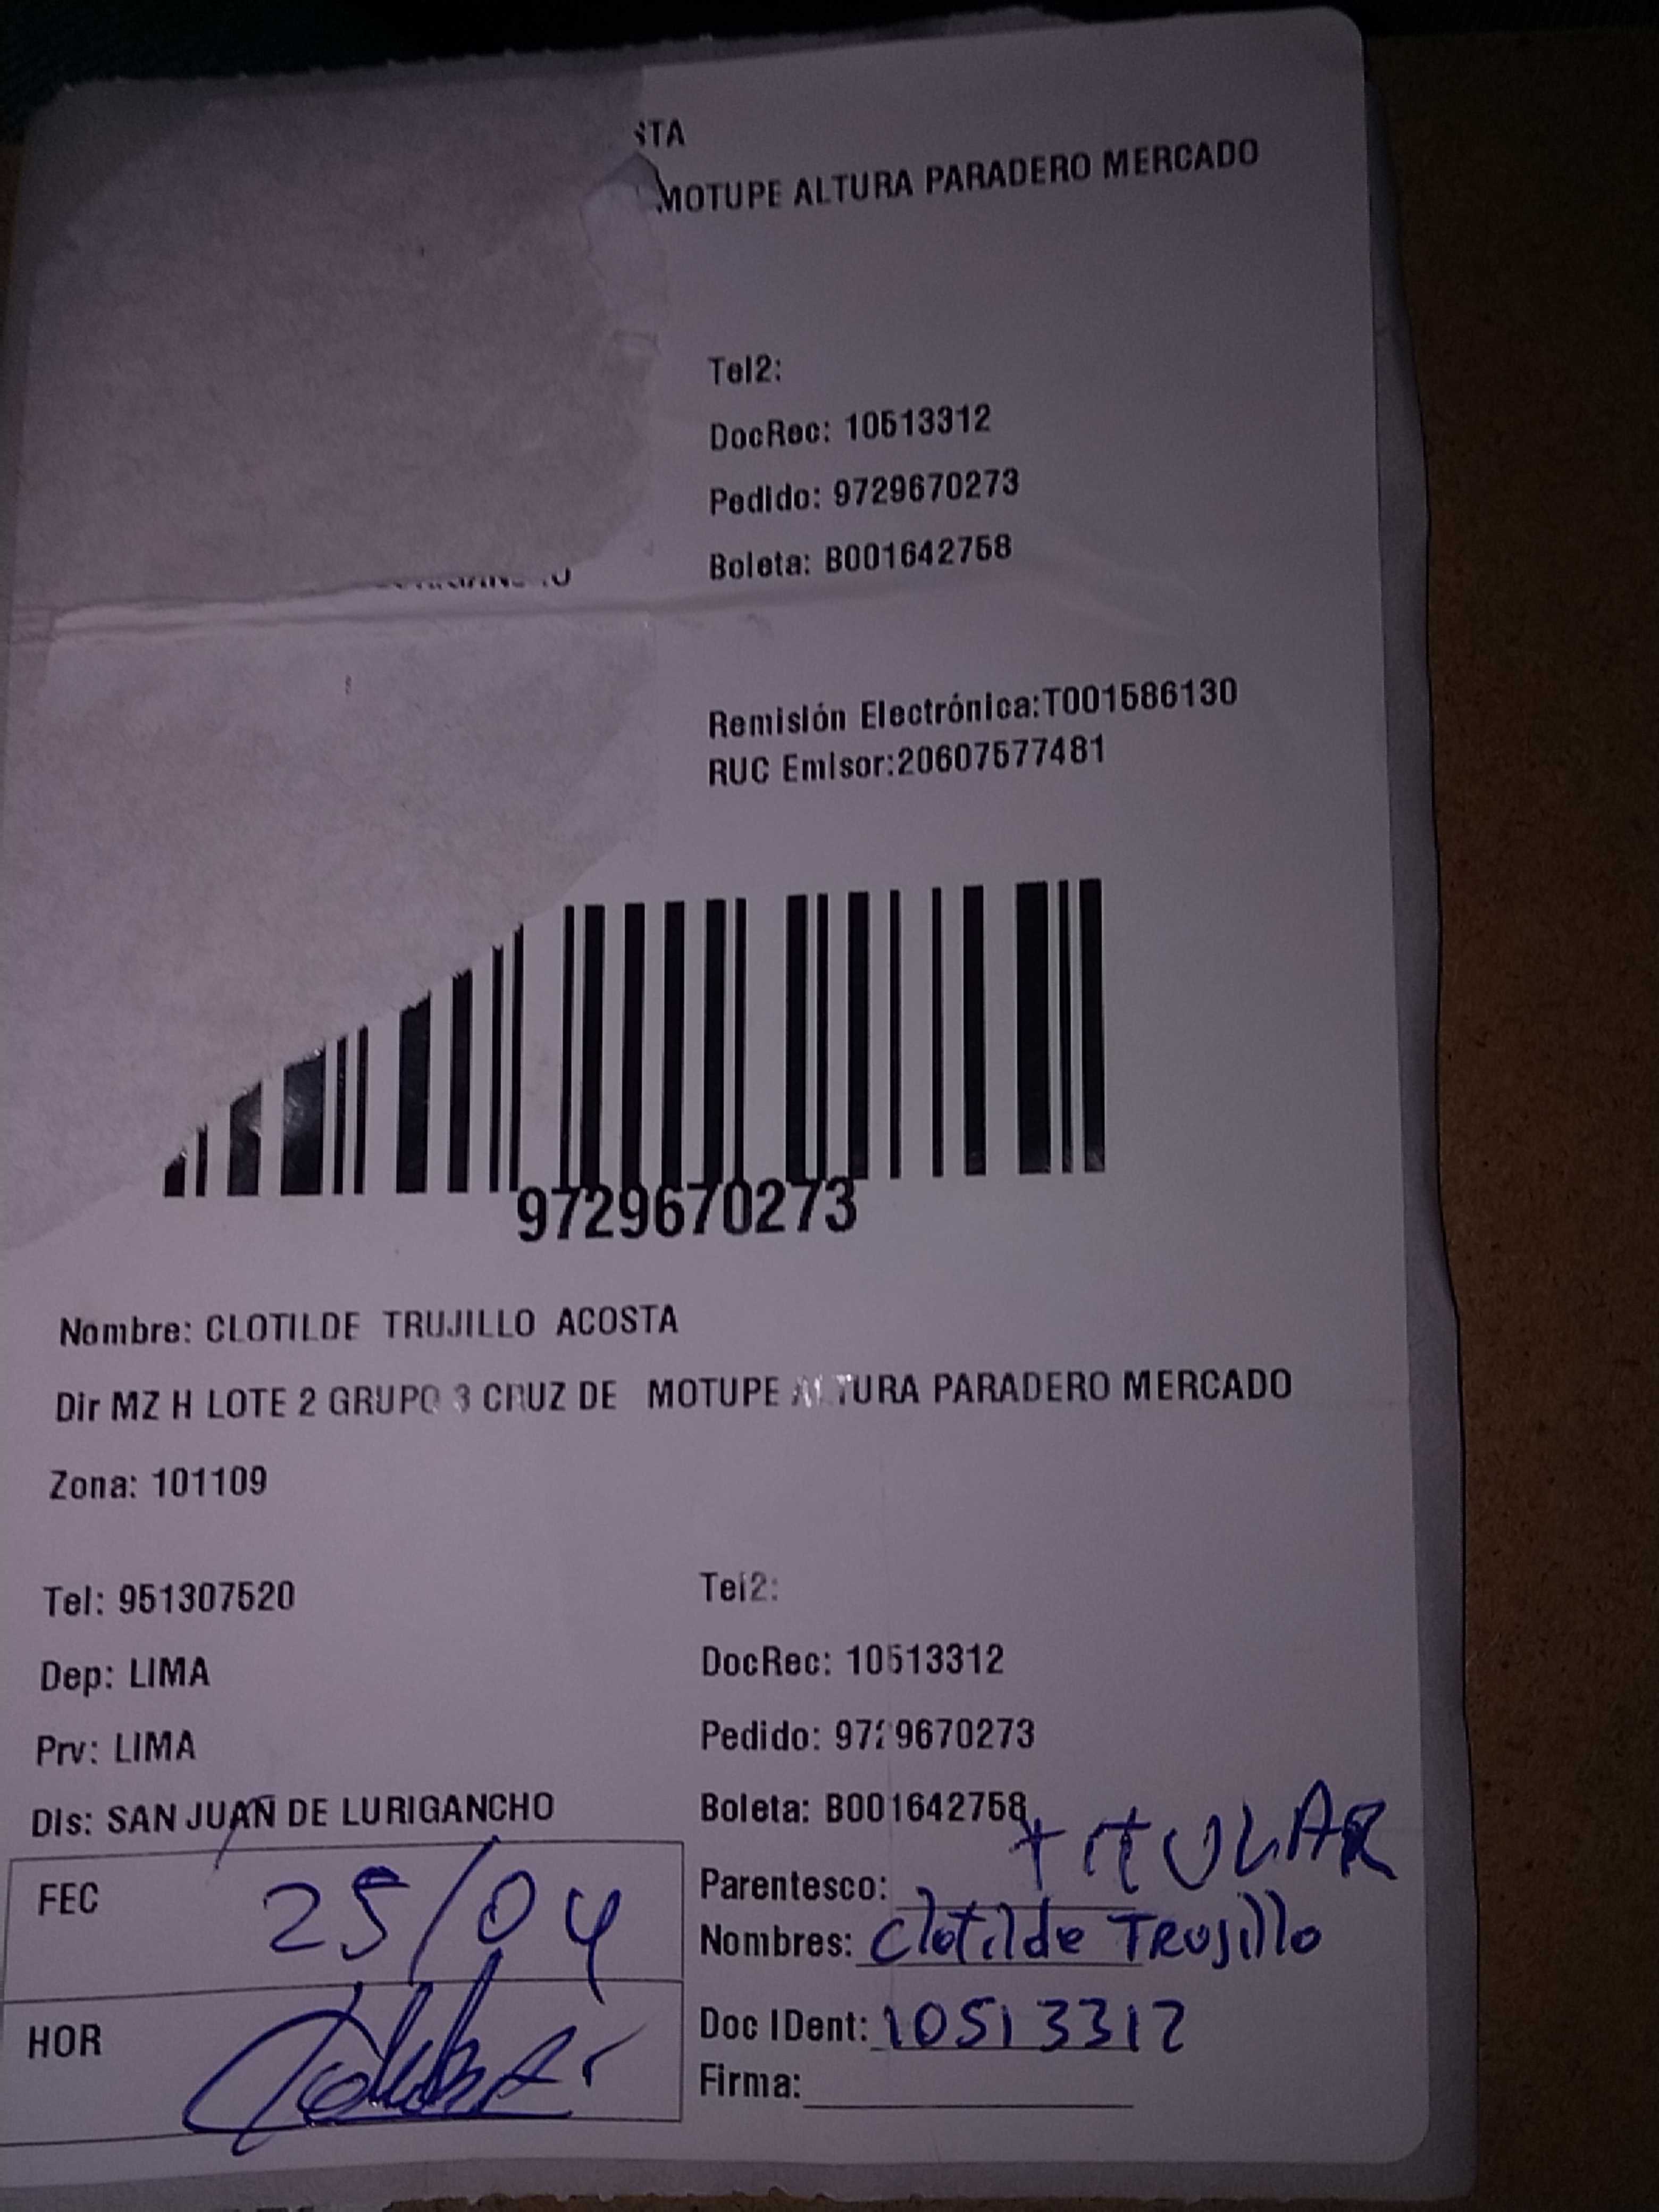 STA
MOTUPE ALTURA PARADERO MERCADO
Tel2:
DocRec: 10513312
Pedido: 9729670273
Boleta: B001642758
Remisión Electrónica:T001586130
RUC Emisor:20607577481
9729670273
Nombre: CLOTILDE TRUJILLO ACOSTA
Dir MZ H LOTE 2 GRUPO 3 CRUZ DE MOTUPE ALTURA PARADERO MERCADO
Zona: 101109
Tel: 951307520
Tel2:
Dep: LIMA
DocRec: 10513312
Prv: LIMA
Pedido: 9729670273
Dis: SAN JUAN DE LURIGANCHO
Boleta: B001642758
FEC 25/04
Parentesco: TITULAR
Nombres: Clotilde Trujillo
HOR
Doc IDent: 10513312
Firma: